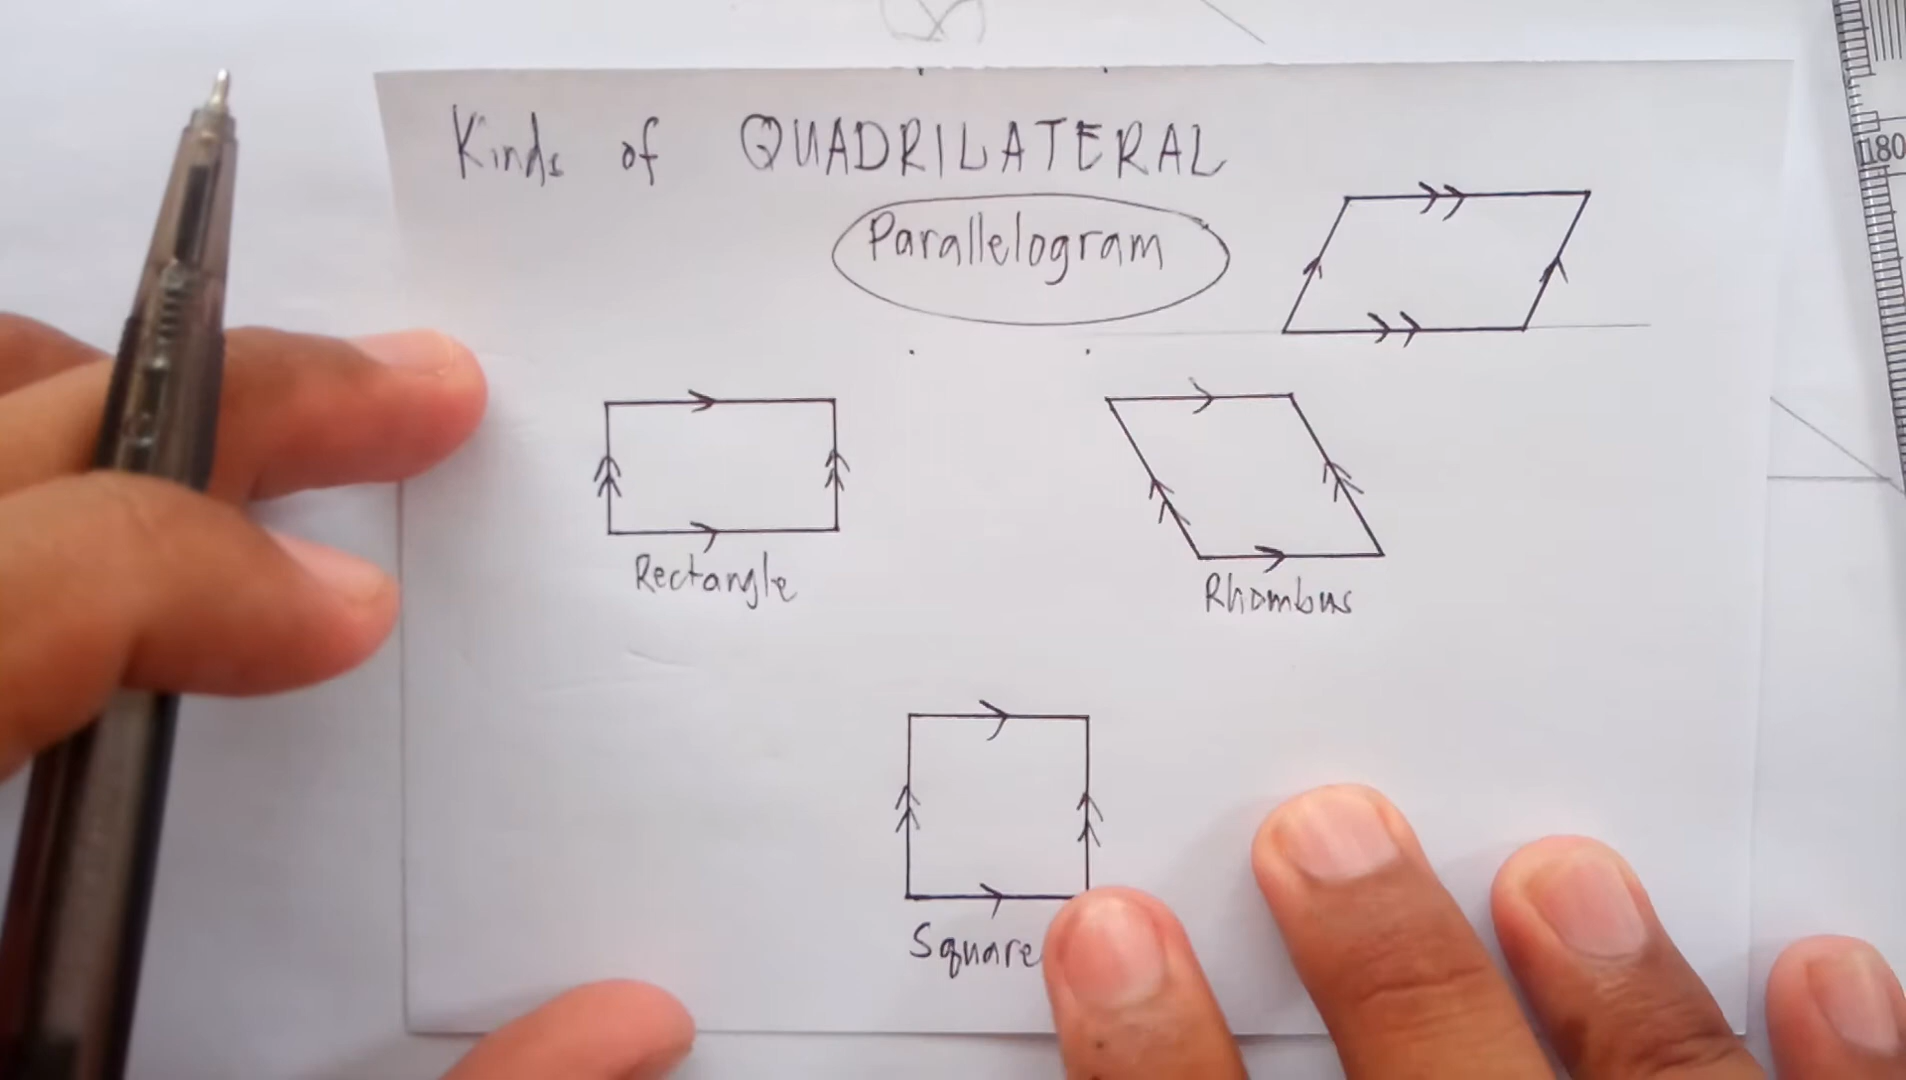 Kinds of QUADRILATERAL
Parallelogram
Rectangle
Rhombus
Square
180